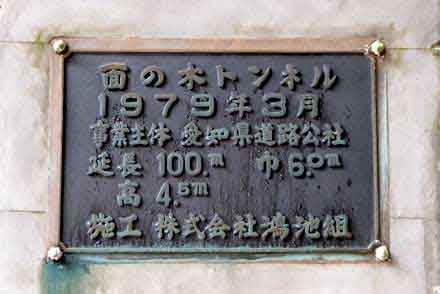 面の木トンネル
1979年3月
事業主体 愛知県道路公社
延長 100.m 巾 6.0m
高 4.5m
施工 株式会社鴻池組